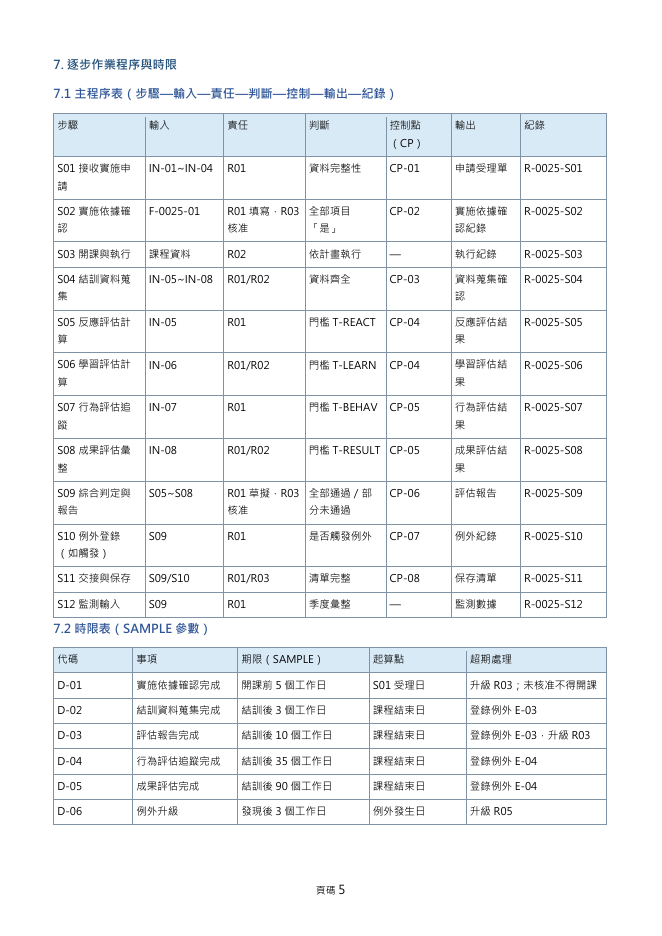 7. 逐步作業程序與時限
7.1 主程序表（步驟—輸入—責任—判斷—控制—輸出—紀錄）
步驟 輸入 責任 判斷 控制點（CP） 輸出 紀錄
S01 接收實施申請 IN-01~IN-04 R01 資料完整性 CP-01 申請受理單 R-0025-S01
S02 實施依據確認 F-0025-01 R01 填寫，R03 核准 全部項目「是」 CP-02 實施依據確認紀錄 R-0025-S02
S03 開課與執行 課程資料 R02 依計畫執行 — 執行紀錄 R-0025-S03
S04 結訓資料蒐集 IN-05~IN-08 R01/R02 資料齊全 CP-03 資料蒐集確認 R-0025-S04
S05 反應評估計算 IN-05 R01 門檻 T-REACT CP-04 反應評估結果 R-0025-S05
S06 學習評估計算 IN-06 R01/R02 門檻 T-LEARN CP-04 學習評估結果 R-0025-S06
S07 行為評估追蹤 IN-07 R01 門檻 T-BEHAV CP-05 行為評估結果 R-0025-S07
S08 成果評估彙整 IN-08 R01/R02 門檻 T-RESULT CP-05 成果評估結果 R-0025-S08
S09 綜合判定與報告 S05~S08 R01 草擬，R03 核准 全部通過／部分未通過 CP-06 評估報告 R-0025-S09
S10 例外登錄（如觸發） S09 R01 是否觸發例外 CP-07 例外紀錄 R-0025-S10
S11 交接與保存 S09/S10 R01/R03 清單完整 CP-08 保存清單 R-0025-S11
S12 監測輸入 S09 R01 季度彙整 — 監測數據 R-0025-S12
7.2 時限表（SAMPLE 參數）
代碼 事項 期限（SAMPLE） 起算點 超期處理
D-01 實施依據確認完成 開課前 5 個工作日 S01 受理日 升級 R03；未核准不得開課
D-02 結訓資料蒐集完成 結訓後 3 個工作日 課程結束日 登錄例外 E-03
D-03 評估報告完成 結訓後 10 個工作日 課程結束日 登錄例外 E-03，升級 R03
D-04 行為評估追蹤完成 結訓後 35 個工作日 課程結束日 登錄例外 E-04
D-05 成果評估完成 結訓後 90 個工作日 課程結束日 登錄例外 E-04
D-06 例外升級 發現後 3 個工作日 例外發生日 升級 R05
頁碼 5